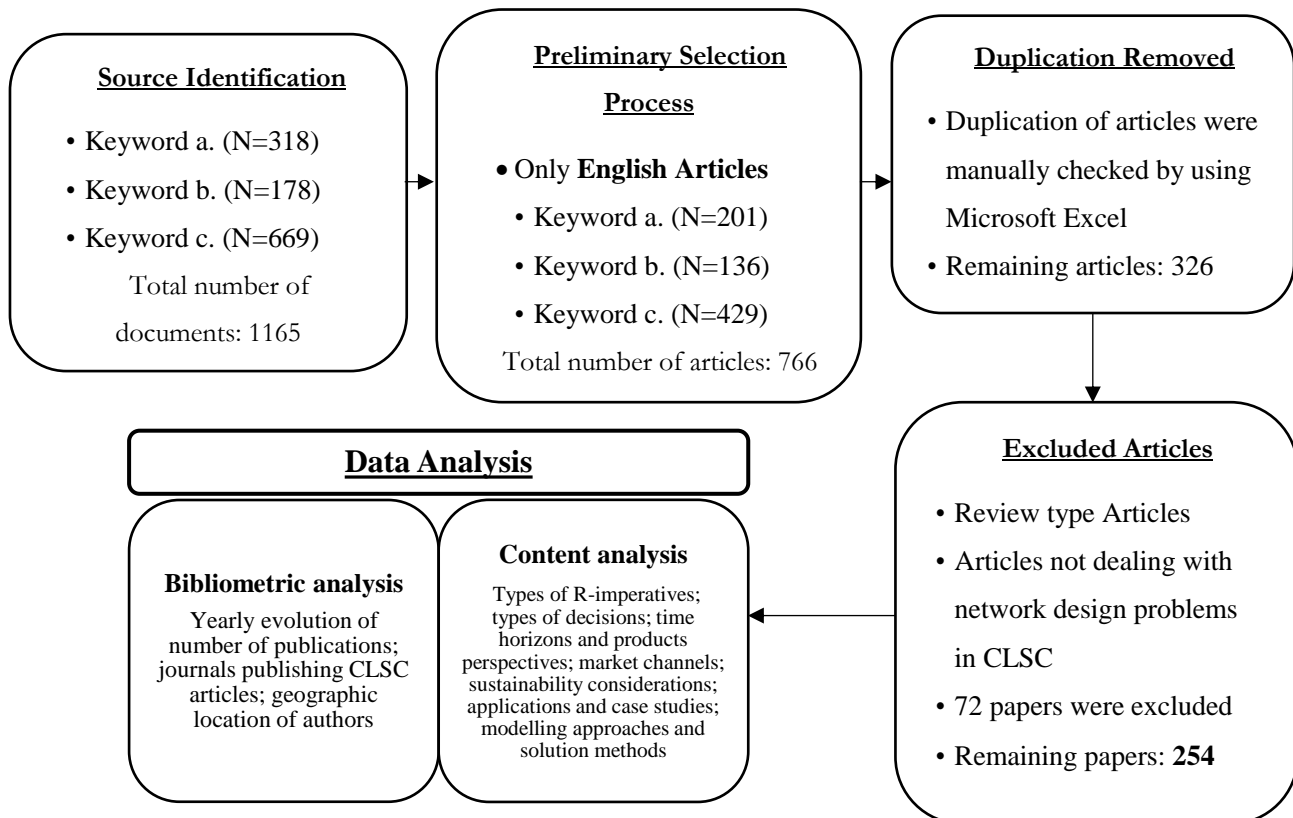 Source Identification
• Keyword a. (N=318)
• Keyword b. (N=178)
• Keyword c. (N=669)
Total number of
documents: 1165
Preliminary Selection
Process
• Only English Articles
• Keyword a. (N=201)
• Keyword b. (N=136)
• Keyword c. (N=429)
Total number of articles: 766
Duplication Removed
• Duplication of articles were
manually checked by using
Microsoft Excel
• Remaining articles: 326
Excluded Articles
• Review type Articles
• Articles not dealing with
network design problems
in CLSC
• 72 papers were excluded
• Remaining papers: 254
Data Analysis
Bibliometric analysis
Yearly evolution of
number of publications;
journals publishing CLSC
articles; geographic
location of authors
Content analysis
Types of R-imperatives;
types of decisions; time
horizons and products
perspectives; market channels;
sustainability considerations;
applications and case studies;
modelling approaches and
solution methods